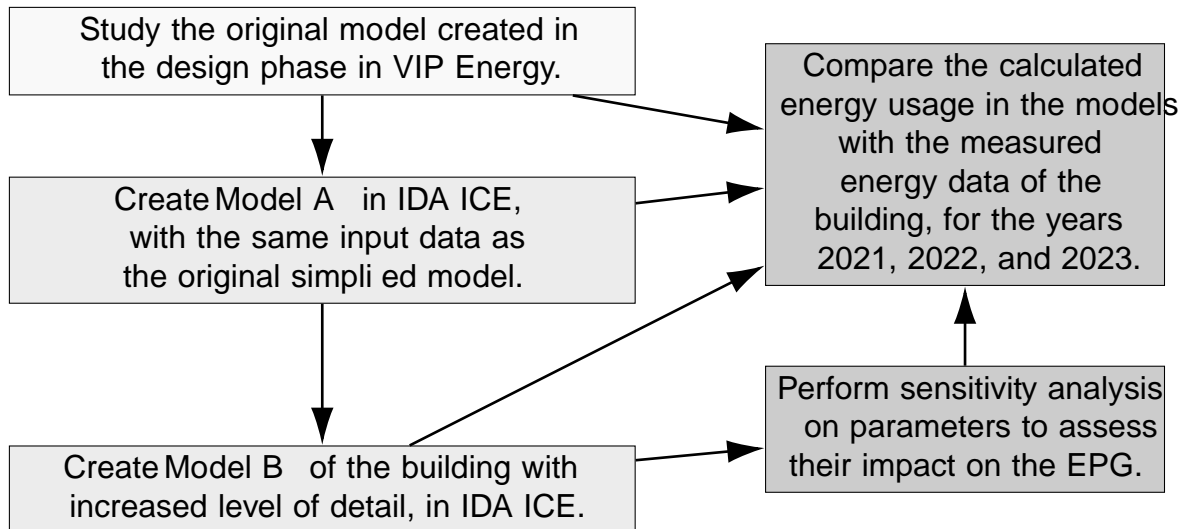 Study the original model created in
the design phase in VIP Energy.
Create Model A in IDA ICE,
with the same input data as
the original simpli ed model.
Create Model B of the building with
increased level of detail, in IDA ICE.
Compare the calculated
energy usage in the models
with the measured
energy data of the
building, for the years
2021, 2022, and 2023.
Perform sensitivity analysis
on parameters to assess
their impact on the EPG.